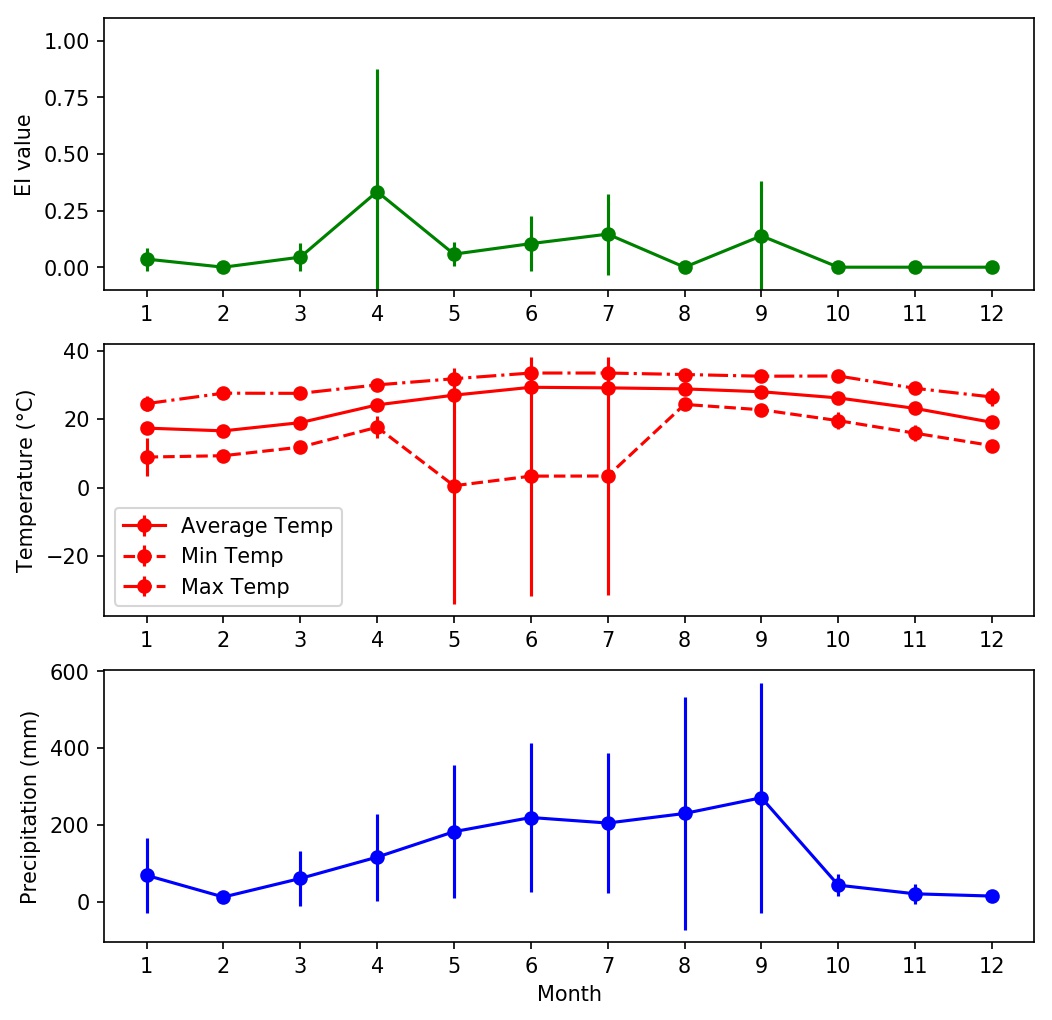 EI value
1.00
0.75
0.50
0.25
0.00
1 2 3 4 5 6 7 8 9 10 11 12
Temperature (°C)
40
20
0
−20
Average Temp
Min Temp
Max Temp
1 2 3 4 5 6 7 8 9 10 11 12
Precipitation (mm)
600
400
200
0
1 2 3 4 5 6 7 8 9 10 11 12
Month